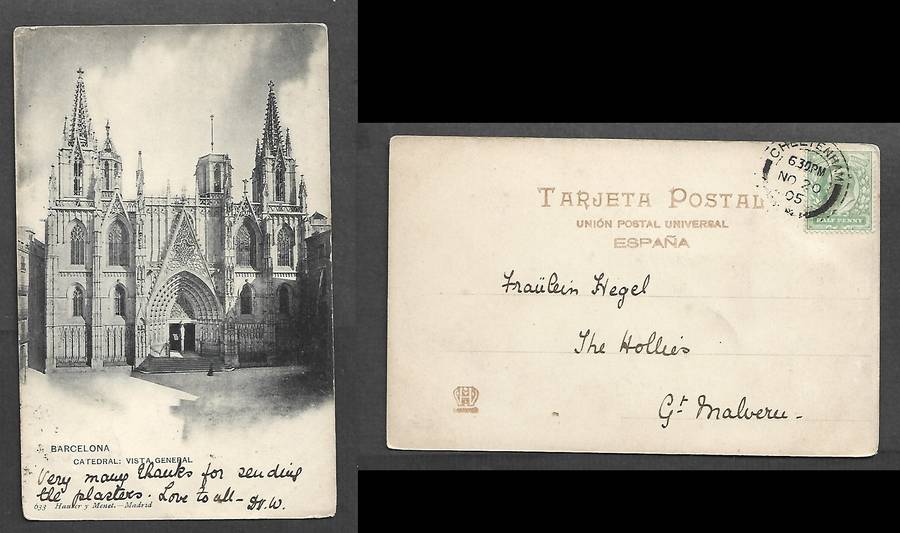 BARCELONA
CATEDRAL: VISTA GENERAL
Very many thanks for sending
the plasters. Love to all – D.W.
633 Hauser y Menet.—Madrid
TARJETA POSTAL
UNIÓN POSTAL UNIVERSAL
ESPAÑA
CHELTENHAM
6.30PM
NO 20
05
HALF PENNY
Fraülein Hegel
The Hollies
Gt Malvern –